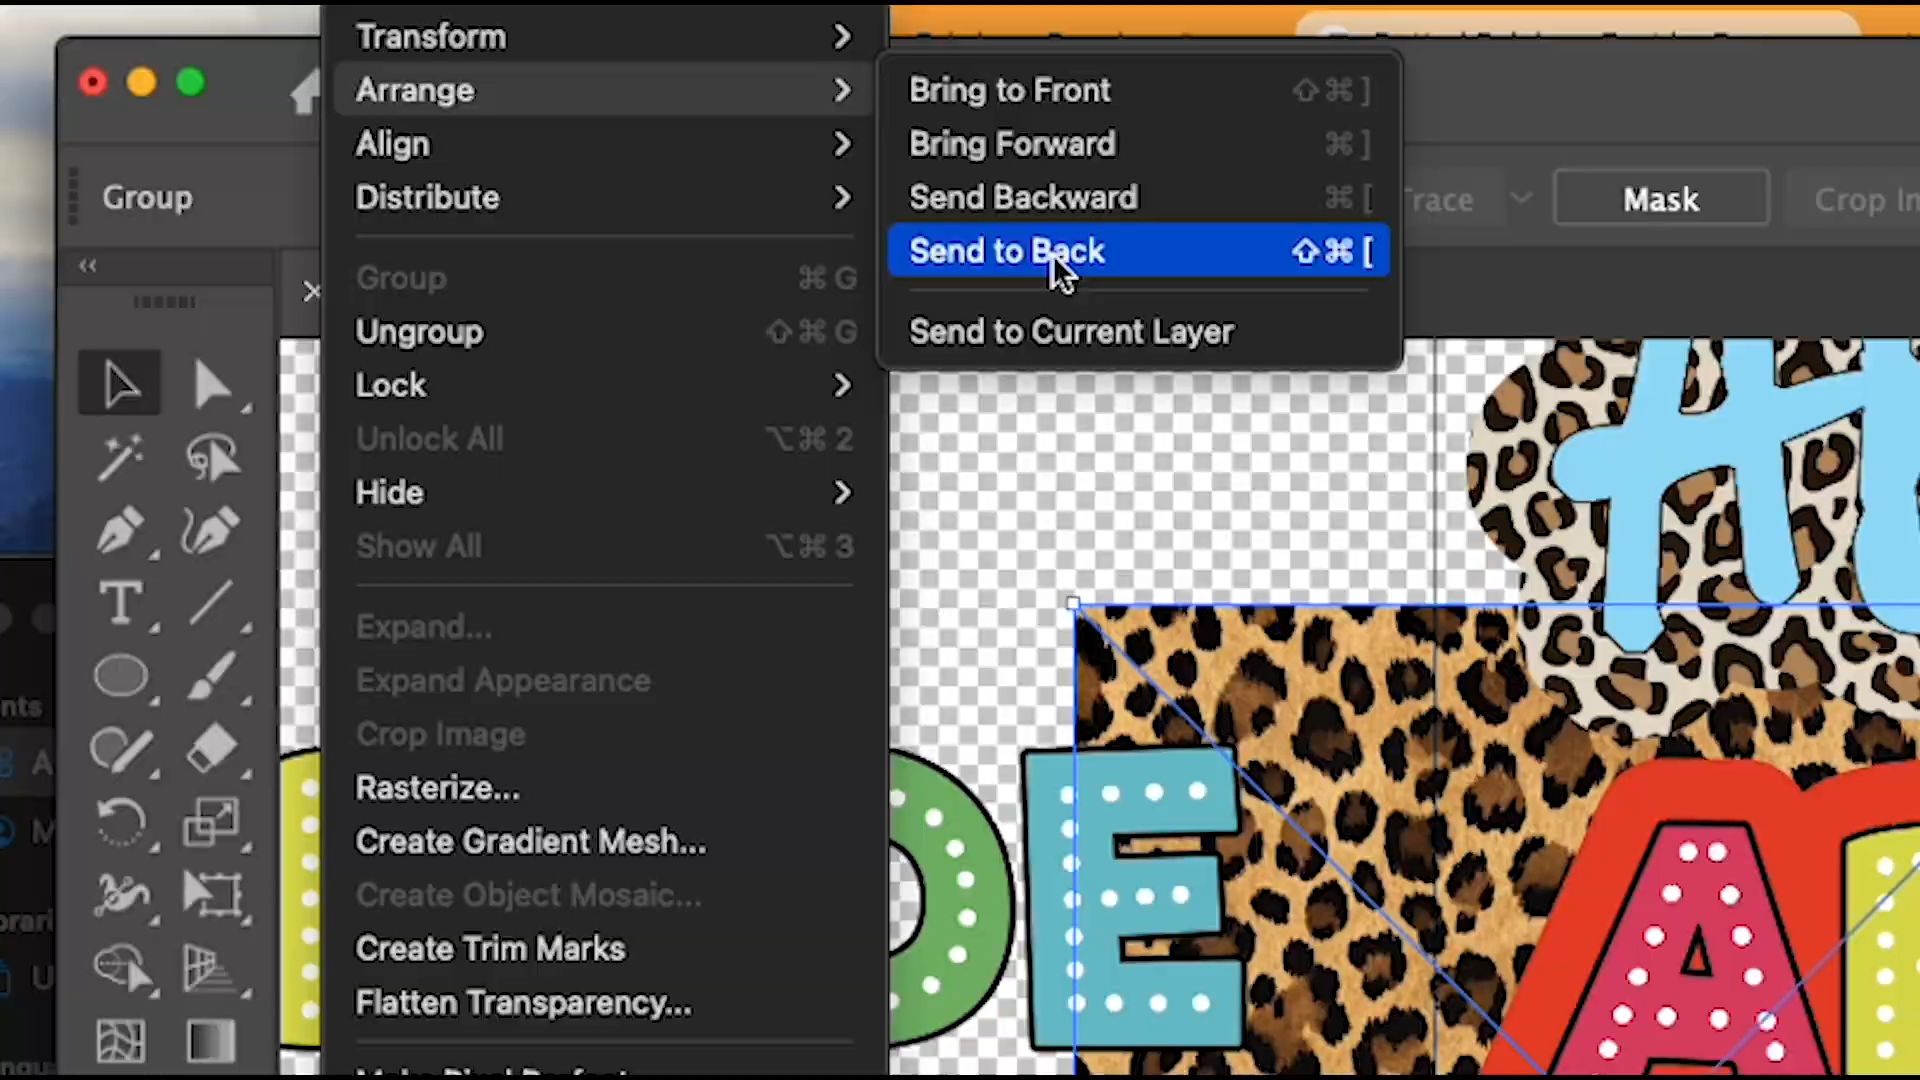 Transform
Arrange
Align
Distribute
Group ⌘ G
Ungroup ⇧ ⌘ G
Lock
Unlock All ⌥ ⌘ 2
Hide
Show All ⌥ ⌘ 3
Expand...
Expand Appearance
Crop Image
Rasterize...
Create Gradient Mesh...
Create Object Mosaic...
Create Trim Marks
Flatten Transparency...
Bring to Front ⇧ ⌘ ]
Bring Forward ⌘ ]
Send Backward ⌘ [
Send to Back ⇧ ⌘ [
Send to Current Layer
Group
Trace
Mask
Crop
D
E
A